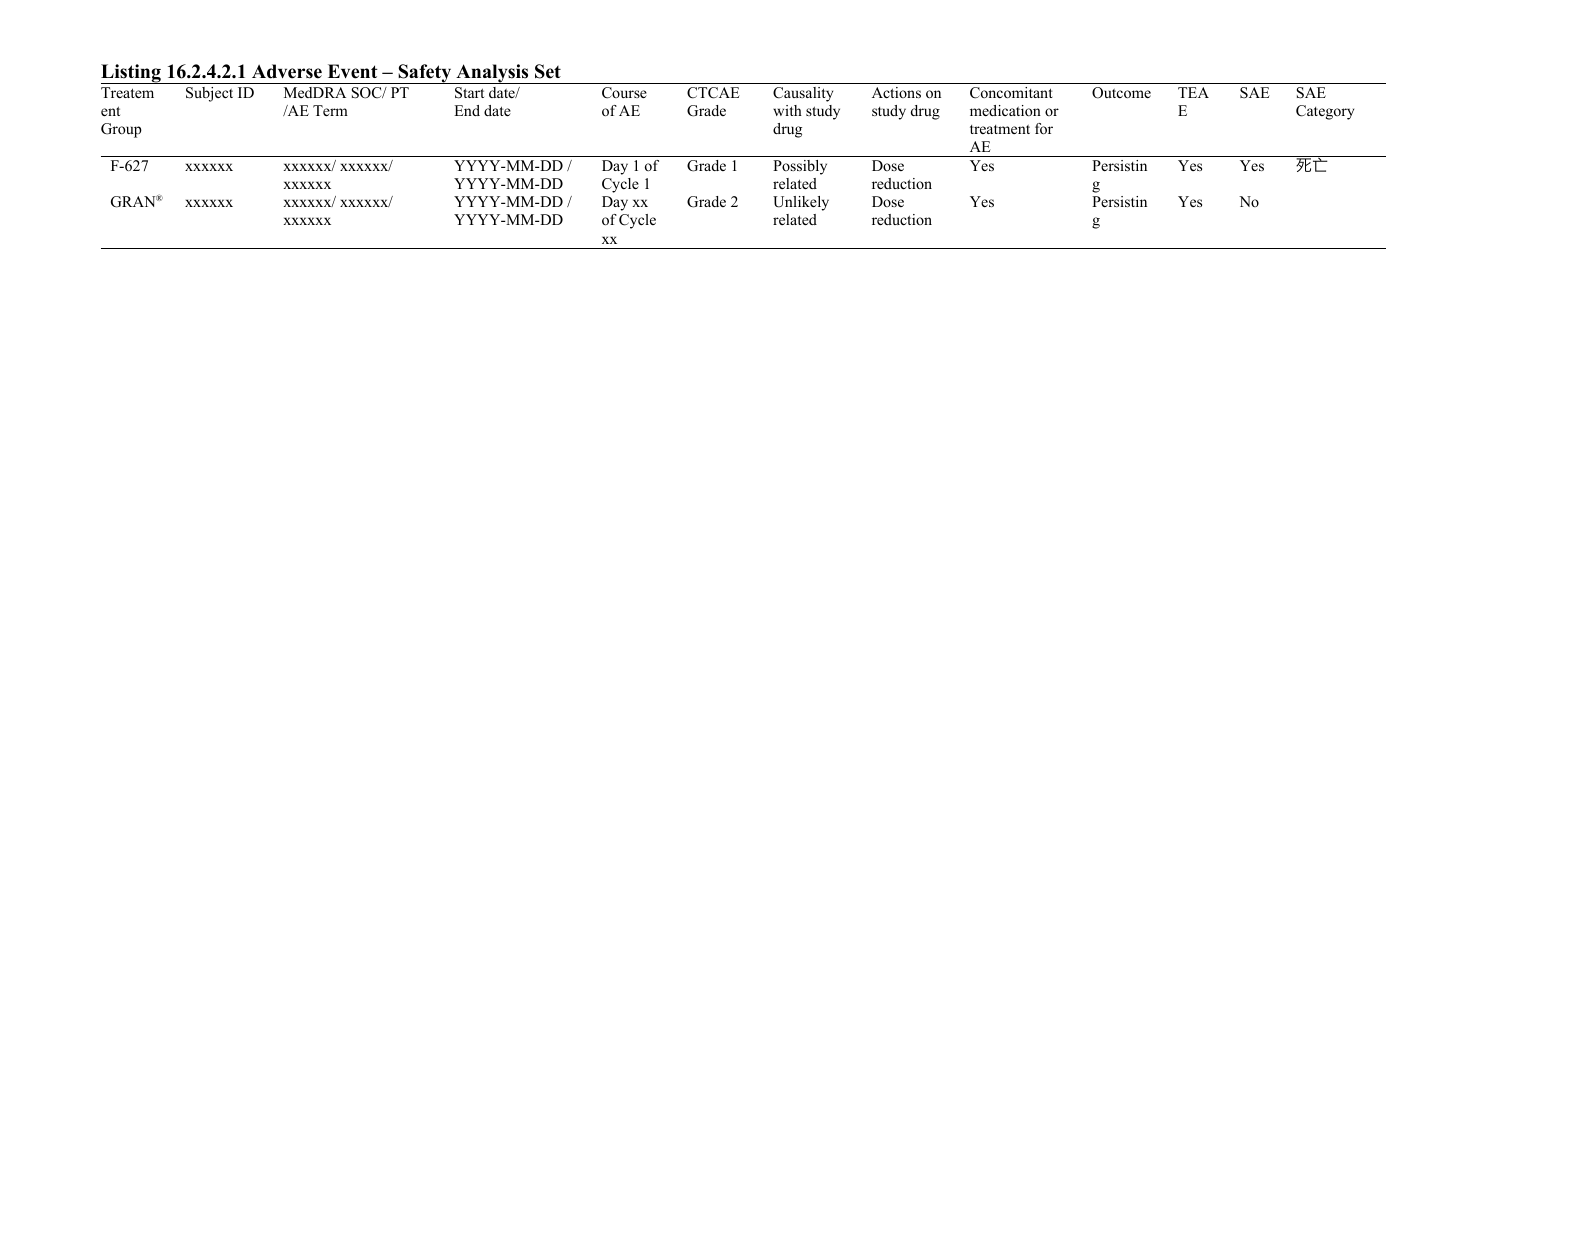 Listing 16.2.4.2.1 Adverse Event – Safety Analysis Set
Treatem Subject ID MedDRA SOC/ PT Start date/ Course CTCAE Causality Actions on Concomitant Outcome TEA SAE SAE
ent /AE Term End date of AE Grade with study study drug medication or E Category
Group drug treatment for
AE
F-627 xxxxxx xxxxxx/ xxxxxx/ YYYY-MM-DD / Day 1 of Grade 1 Possibly Dose Yes Persistin Yes Yes 死亡
xxxxxx YYYY-MM-DD Cycle 1 related reduction g
GRAN® xxxxxx xxxxxx/ xxxxxx/ YYYY-MM-DD / Day xx Grade 2 Unlikely Dose Yes Persistin Yes No
xxxxxx YYYY-MM-DD of Cycle related reduction g
xx